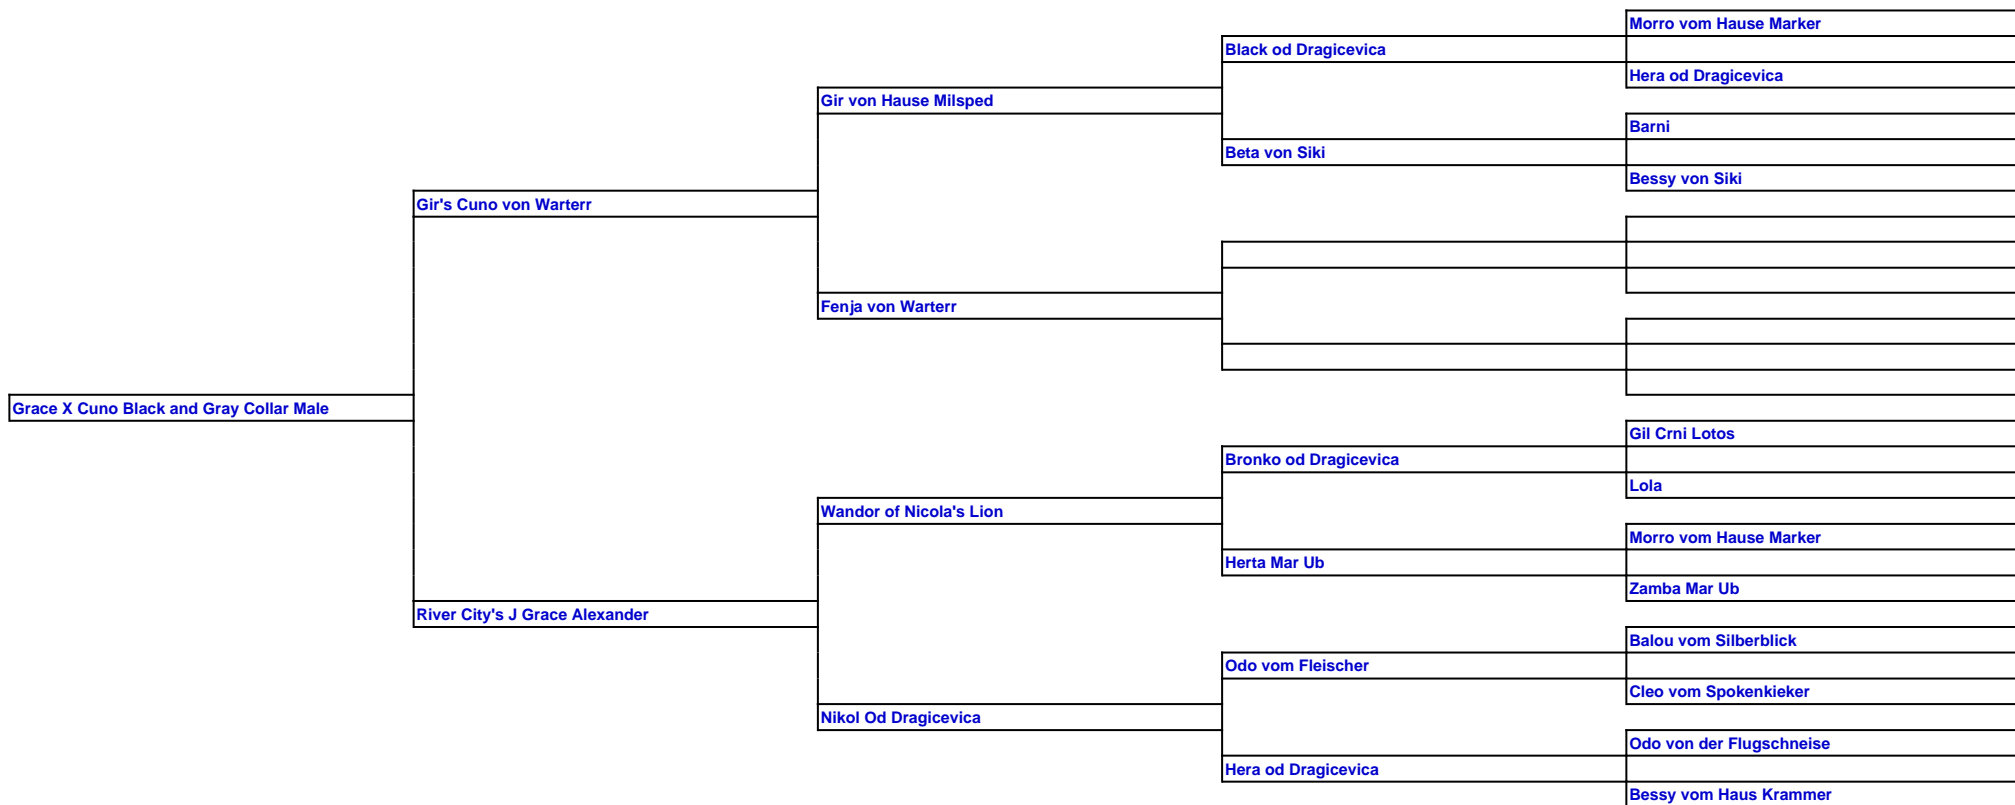 Morro vom Hause Marker
Black od Dragicevica
Hera od Dragicevica
Gir von Hause Milsped
Barni
Beta von Siki
Bessy von Siki
Gir's Cuno von Warterr
Fenja von Warterr
Grace X Cuno Black and Gray Collar Male
Gil Crni Lotos
Bronko od Dragicevica
Lola
Wandor of Nicola's Lion
Morro vom Hause Marker
Herta Mar Ub
Zamba Mar Ub
River City's J Grace Alexander
Balou vom Silberblick
Odo vom Fleischer
Cleo vom Spokenkieker
Nikol Od Dragicevica
Odo von der Flugschneise
Hera od Dragicevica
Bessy vom Haus Krammer